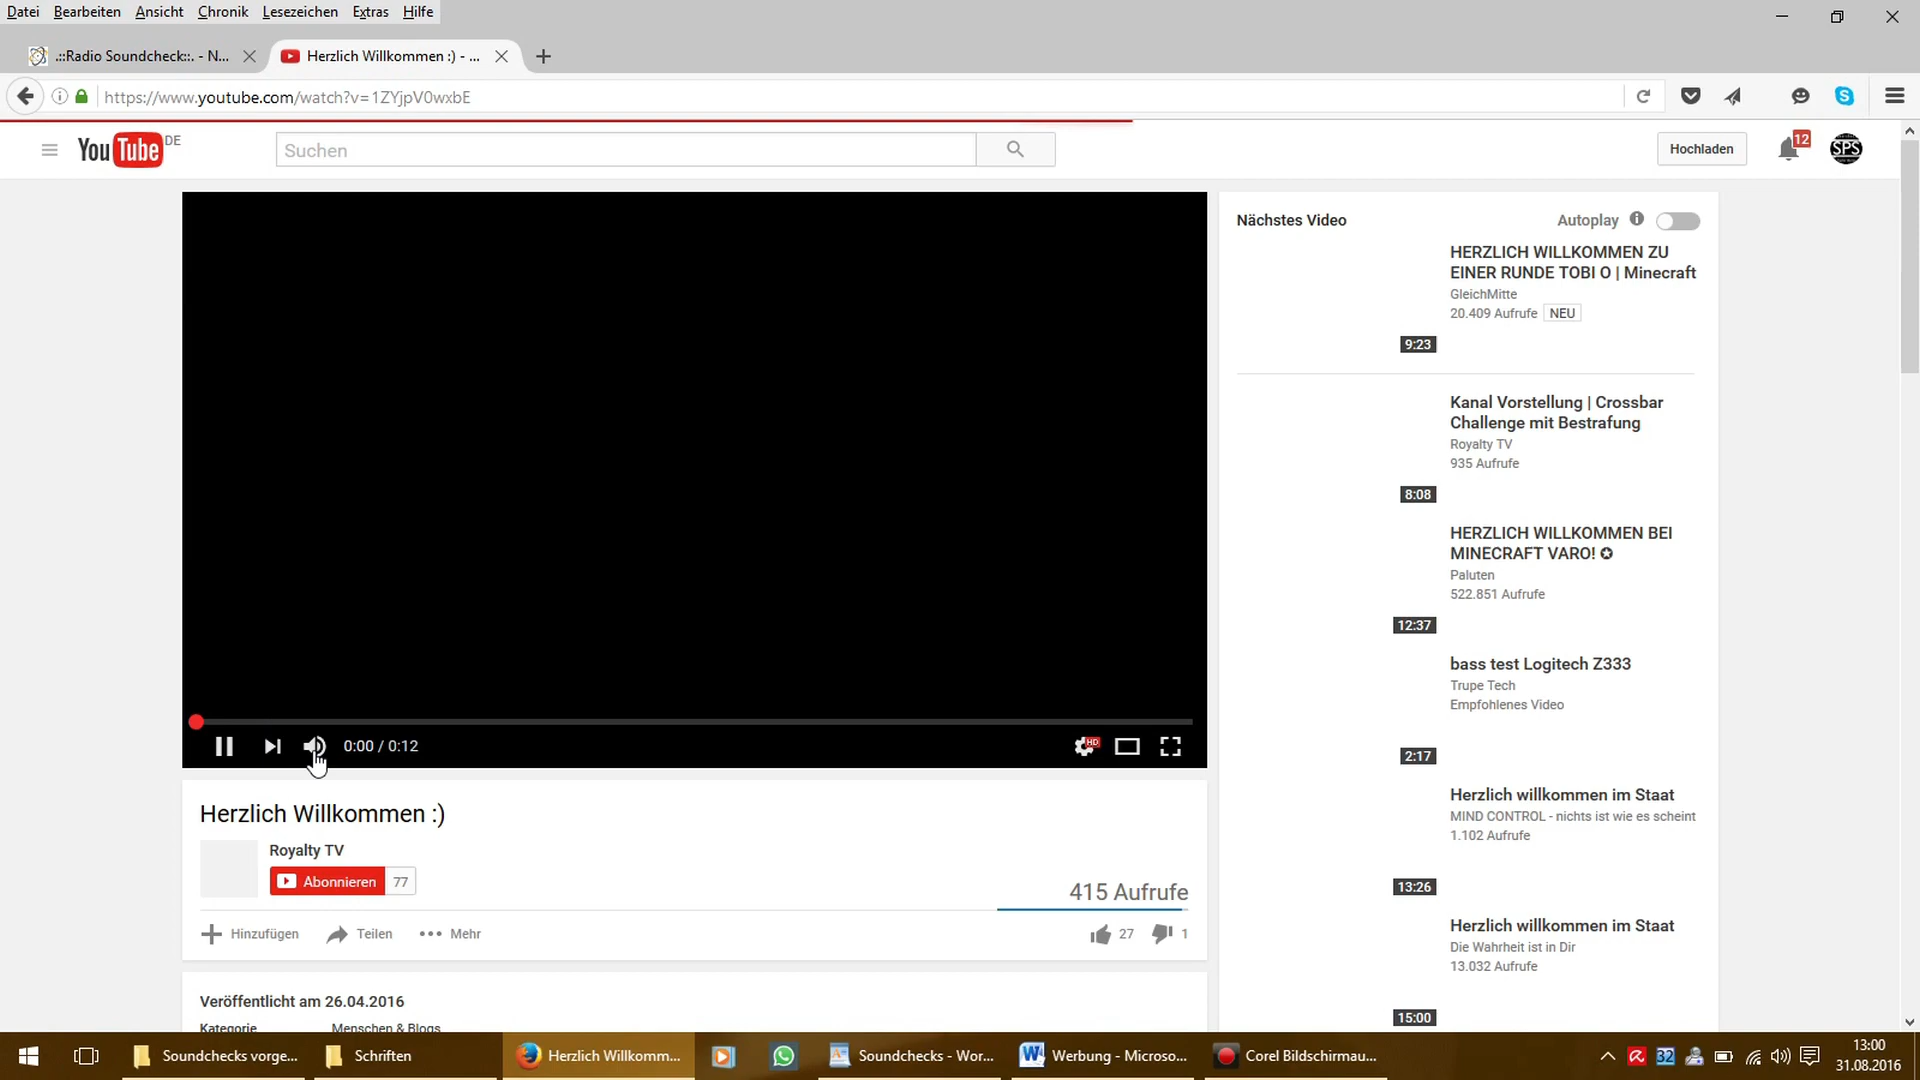 Datei Bearbeiten Ansicht Chronik Lesezeichen Extras Hilfe
.::Radio Soundcheck::. - N...
Herzlich Willkommen :) - ...
https://www.youtube.com/watch?v=1ZYjpV0wxbE
YouTube DE
Suchen
Hochladen
12
SPS
Nächstes Video
Autoplay
HERZLICH WILLKOMMEN ZU
EINER RUNDE TOBI O | Minecraft
GleichMitte
20.409 Aufrufe NEU
9:23
Kanal Vorstellung | Crossbar
Challenge mit Bestrafung
Royalty TV
935 Aufrufe
8:08
HERZLICH WILLKOMMEN BEI
MINECRAFT VARO! ✪
Paluten
522.851 Aufrufe
12:37
bass test Logitech Z333
Trupe Tech
Empfohlenes Video
2:17
Herzlich willkommen im Staat
MIND CONTROL - nichts ist wie es scheint
1.102 Aufrufe
13:26
Herzlich willkommen im Staat
Die Wahrheit ist in Dir
13.032 Aufrufe
15:00
0:00 / 0:12
HD
Herzlich Willkommen :)
Royalty TV
Abonnieren 77
415 Aufrufe
Hinzufügen Teilen Mehr
27 1
Veröffentlicht am 26.04.2016
Kategorie Menschen & Blogs
Soundchecks vorge...
Schriften
Herzlich Willkomm...
Soundchecks - Wor...
Werbung - Microso...
Corel Bildschirmau...
32
13:00
31.08.2016